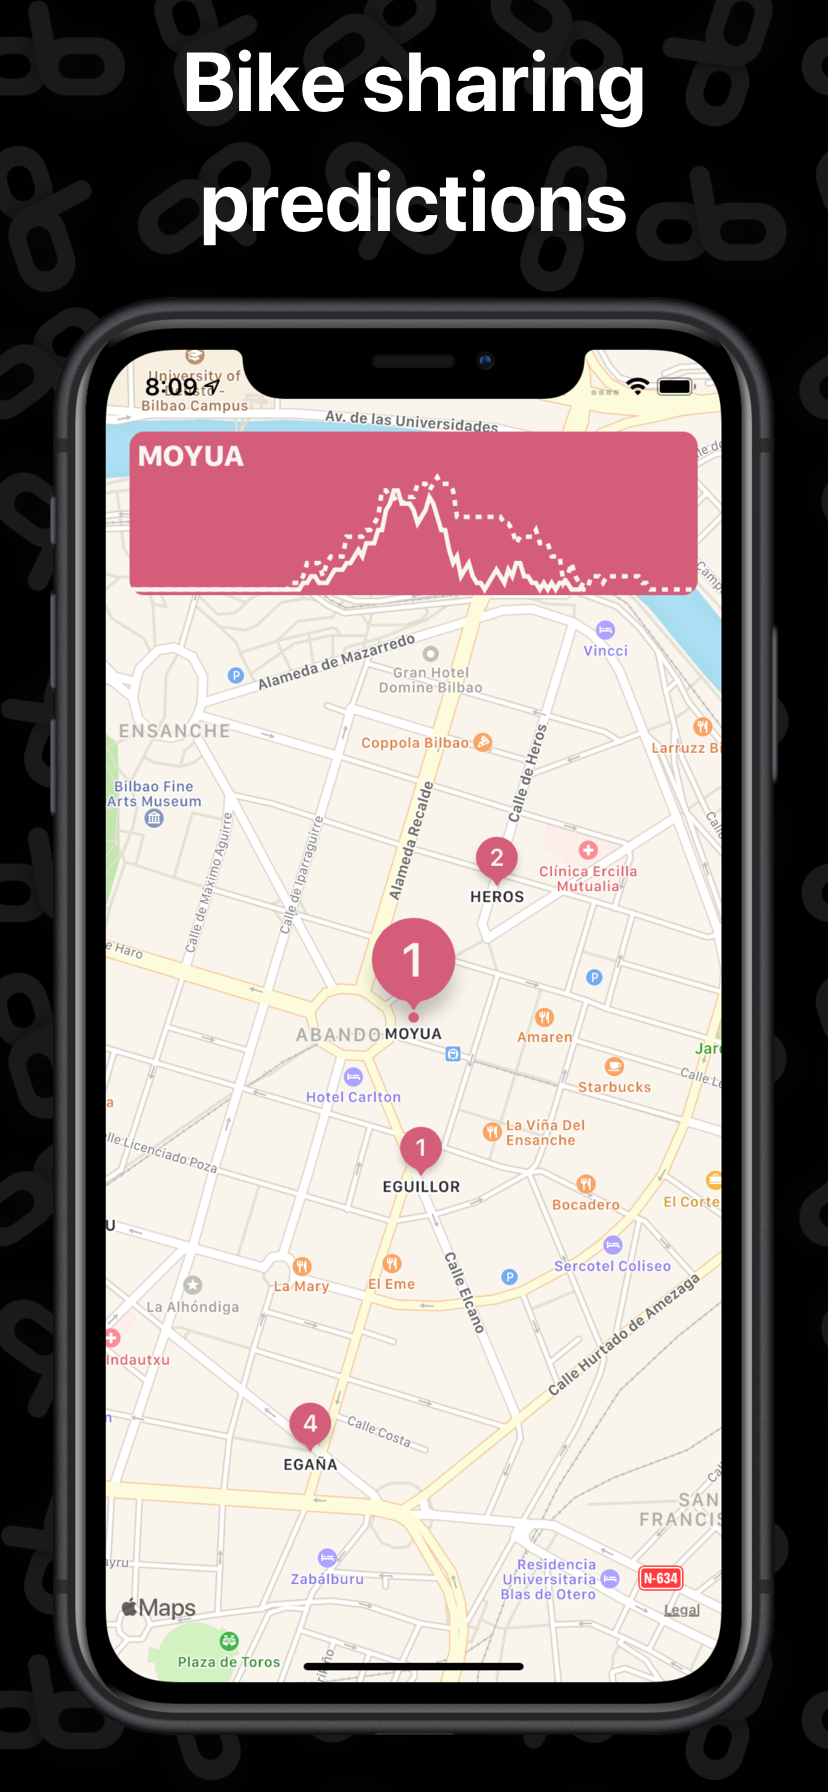 Bike sharing
predictions
8:09
University of
Deusto -
Bilbao Campus
Av. de las Universidades
MOYUA
Vincci
Alameda de Mazarredo
Gran Hotel
Domine Bilbao
P
ENSANCHE
Coppola Bilbao
Larruzz Bi
Calle de Heros
Bilbao Fine
Arts Museum
Alameda Recalde
Calle de Máximo Aguirre
Calle de Iparraguirre
2
HEROS
Clínica Ercilla
Mutualia
e Haro
1
P
ABANDO
MOYUA
Amaren
Jar
Starbucks
Calle Le
Hotel Carlton
a
La Viña Del
Ensanche
1
EGUILLOR
lle Licenciado Poza
Bocadero
El Corte
U
Sercotel Coliseo
P
La Mary
El Eme
La Alhóndiga
Calle Elcano
Calle Hurtado de Amezaga
Indautxu
4
EGAÑA
Calle Costa
SAN
FRANCIS
ayru
Zabálburu
Residencia
Universitaria
Blas de Otero
N-634
Maps
Legal
Plaza de Toros